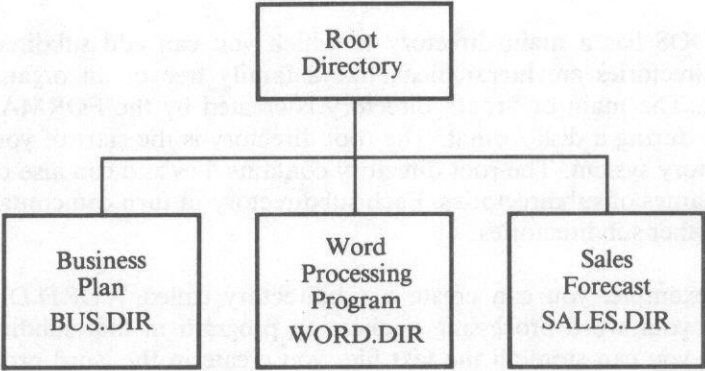 Root
Directory
Business
Plan
BUS.DIR
Word
Processing
Program
WORD.DIR
Sales
Forecast
SALES.DIR